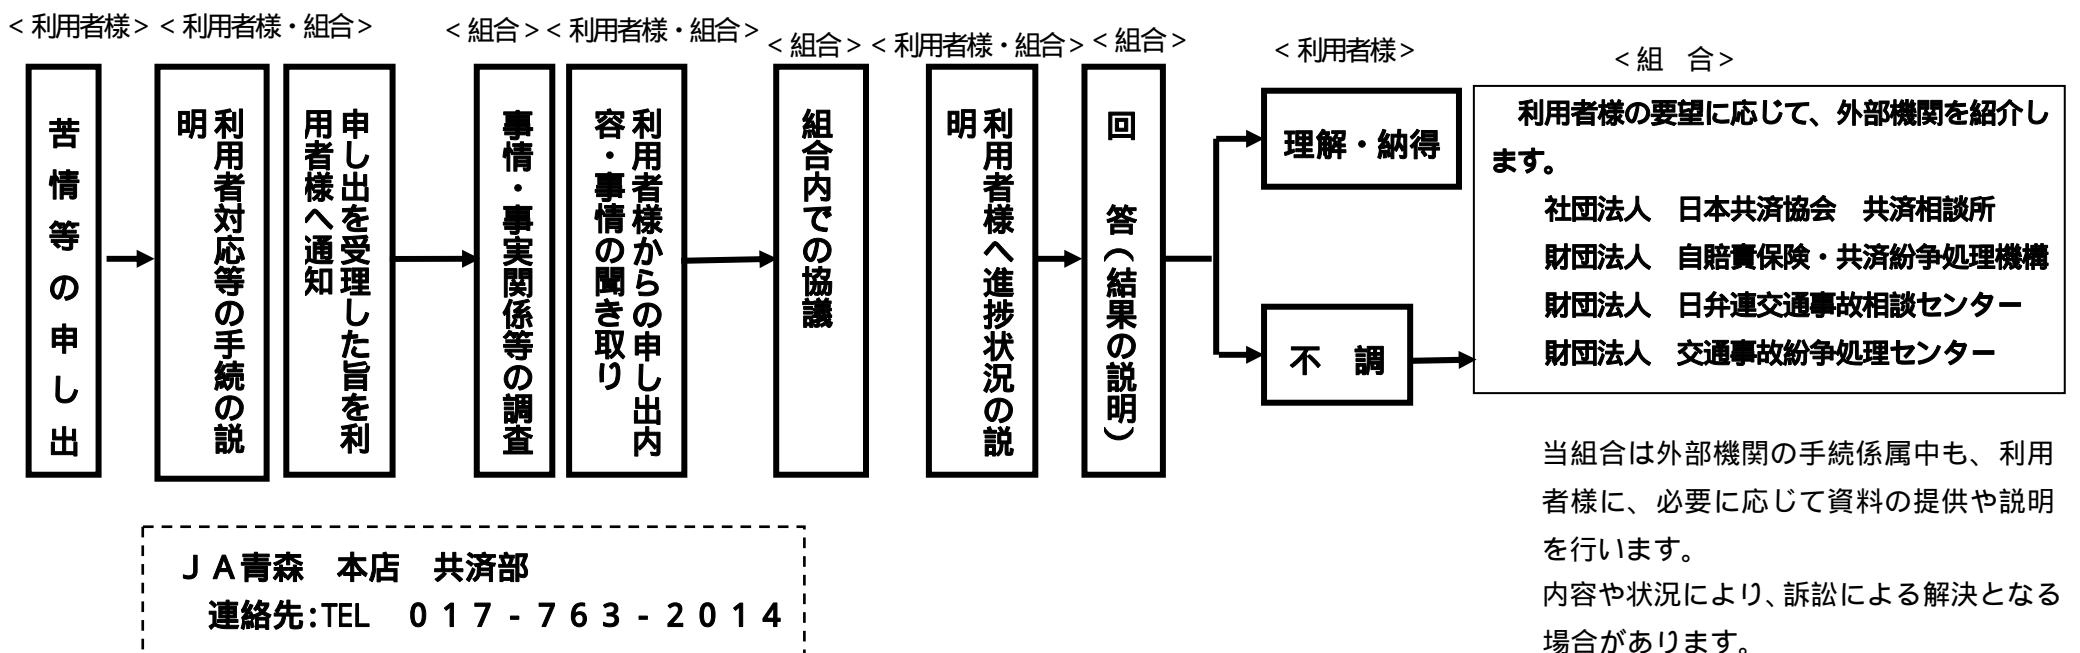 ＜利用者様＞
＜利用者様・組合＞
＜組合＞
＜利用者様・組合＞
＜組合＞
＜利用者様・組合＞
＜組合＞
＜利用者様＞
＜組　合＞
苦情等の申し出
利用者対応等の手続の説
明
申し出を受理した旨を利
用者様へ通知
事情・事実関係等の調査
利用者様からの申し出内
容・事情の聞き取り
組合内での協議
利用者様へ進捗状況の説
明
回　答（結果の説明）
理解・納得
不　調
利用者様の要望に応じて、外部機関を紹介し
ます。
社団法人　日本共済協会　共済相談所
財団法人　自賠責保険・共済紛争処理機構
財団法人　日弁連交通事故相談センター
財団法人　交通事故紛争処理センター
当組合は外部機関の手続係属中も、利用
者様に、必要に応じて資料の提供や説明
を行います。
内容や状況により、訴訟による解決となる
場合があります。
ＪＡ青森　本店　共済部
連絡先:TEL　０１７-７６３-２０１４